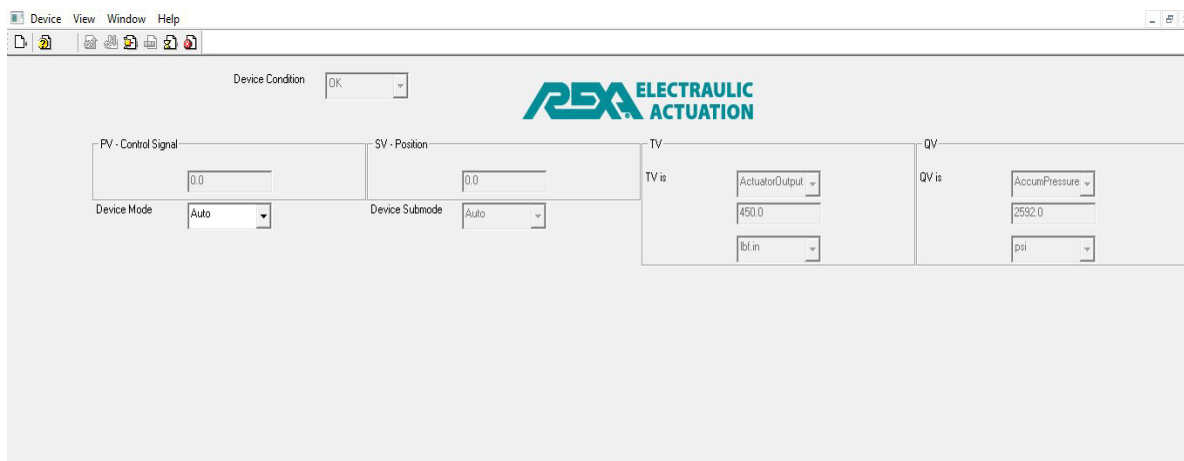 Device View Window Help
Device Condition OK
REXA ELECTRAULIC
ACTUATION
PV - Control Signal SV - Position TV QV
0.0 0.0 TV is ActuatorOutput QV is AccumPressure
Device Mode Auto Device Submode Auto 450.0 2592.0
lbf.in psi